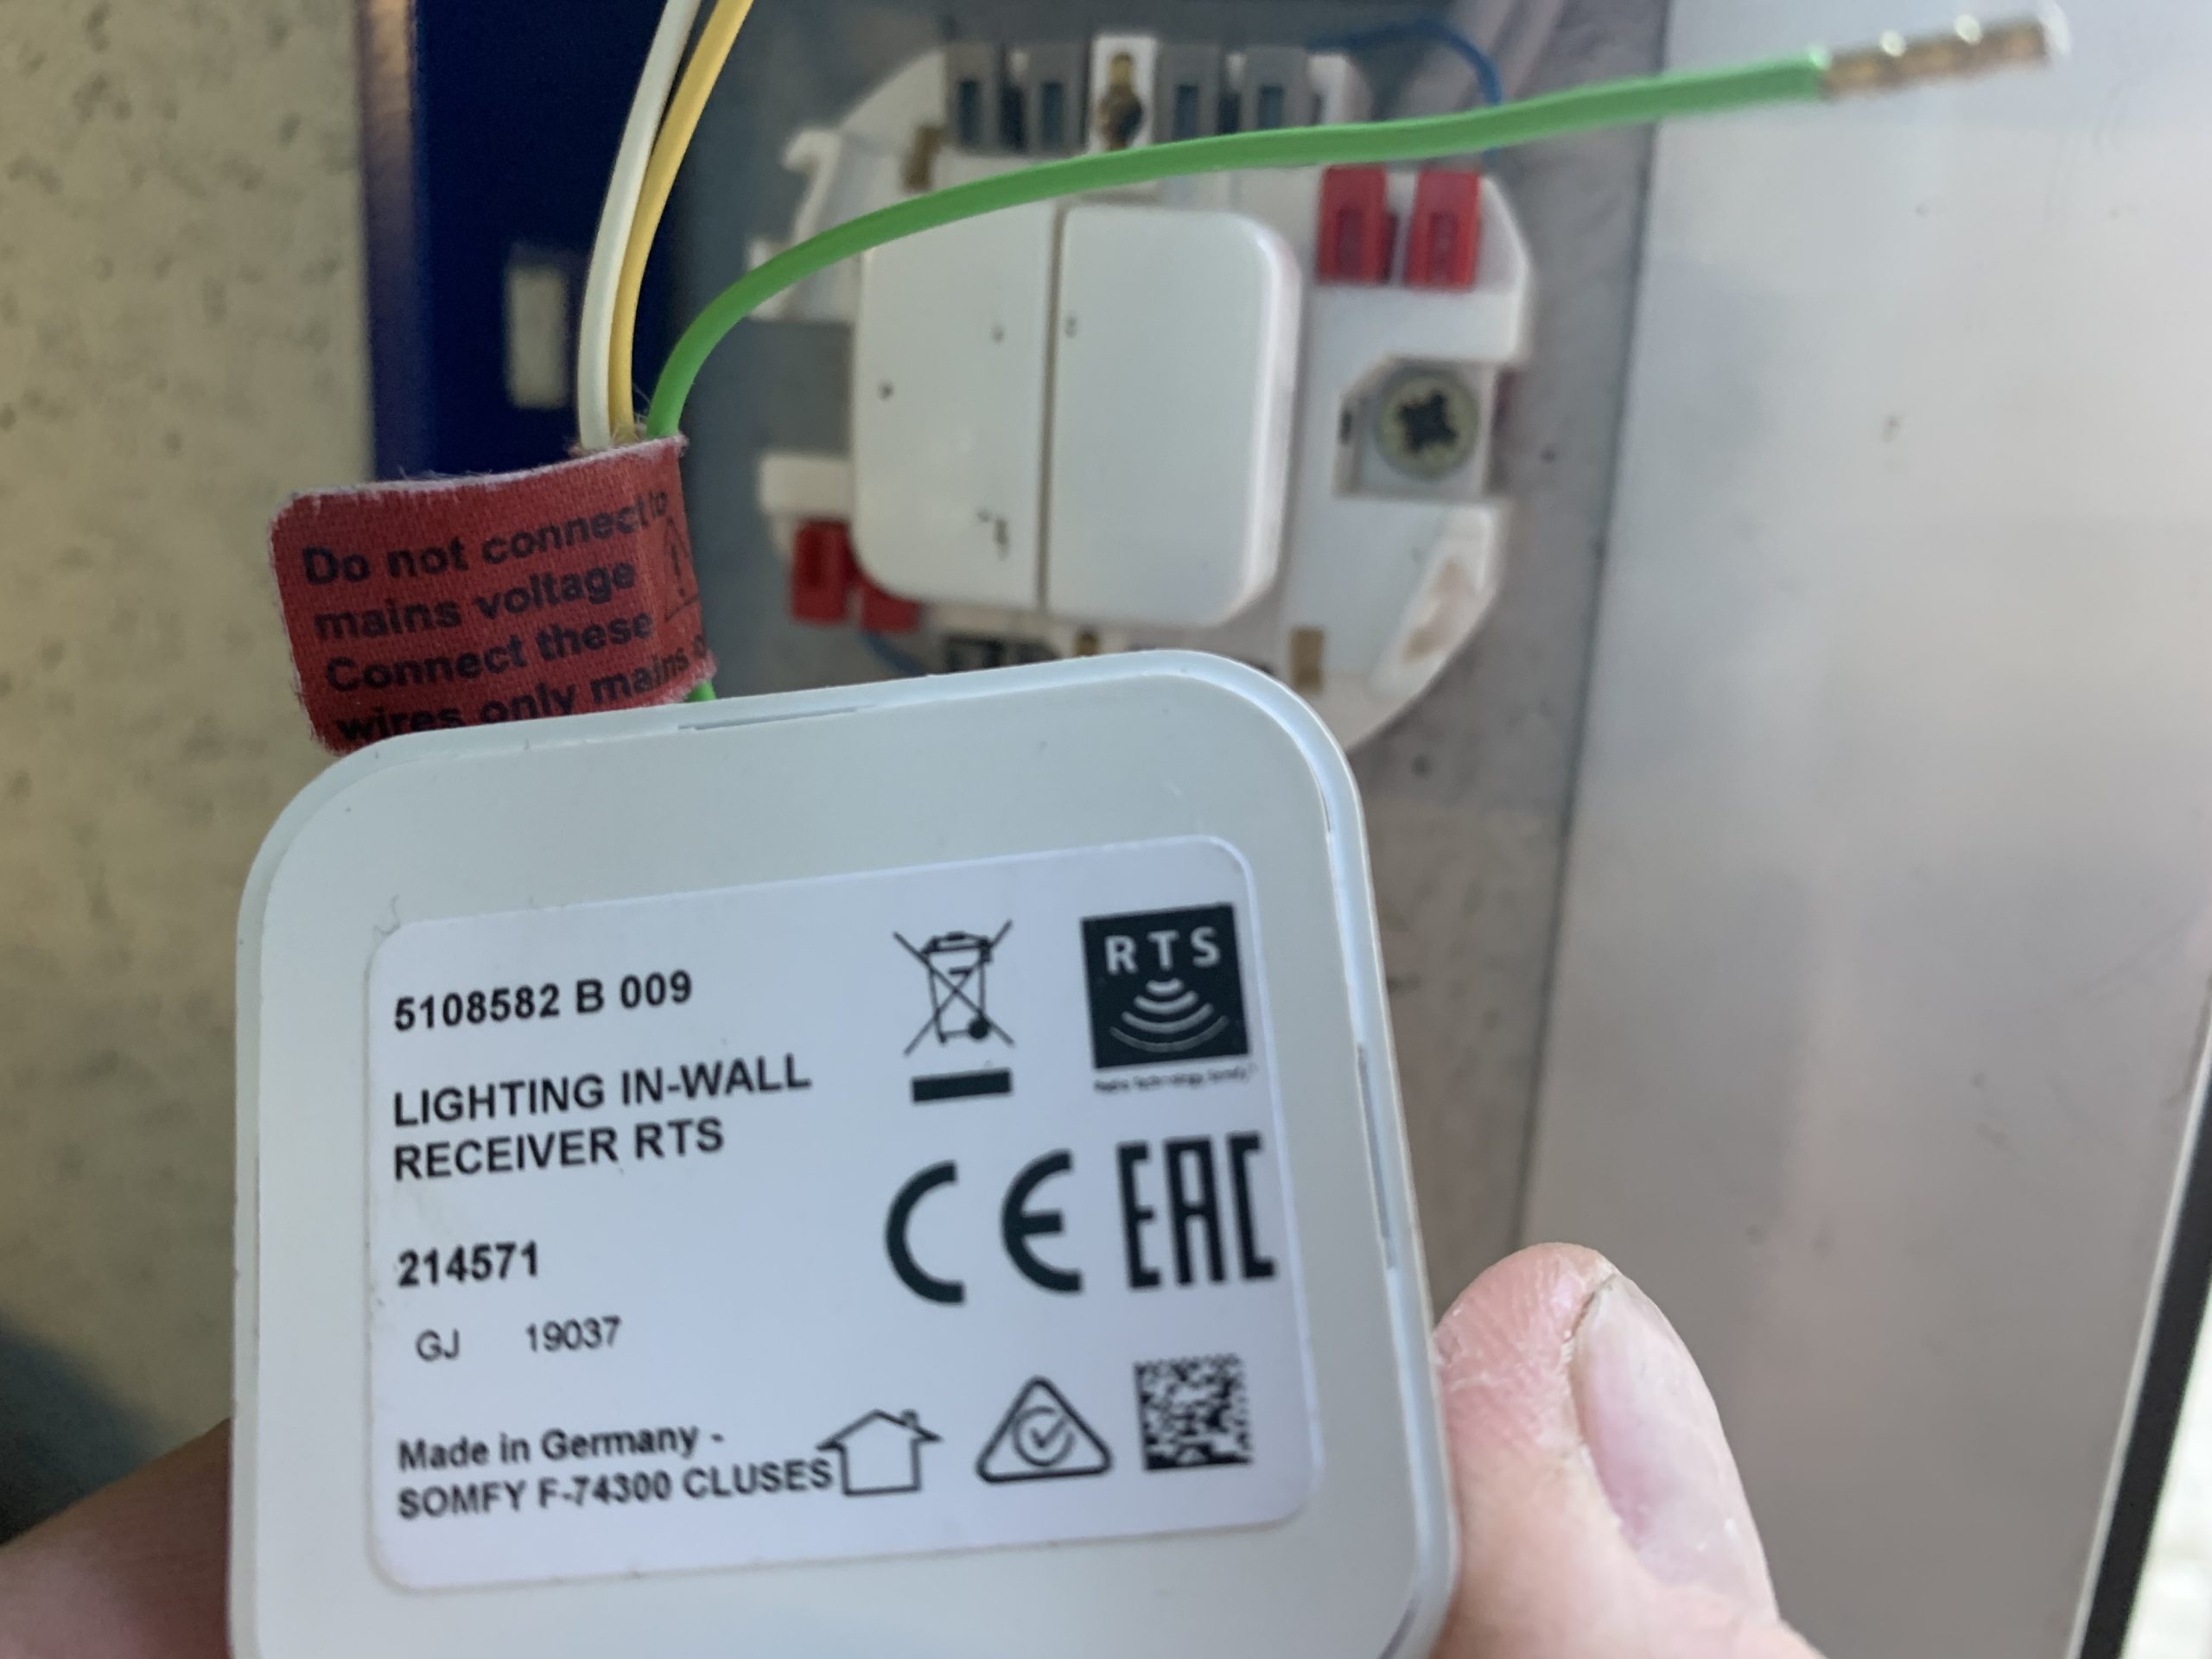 Do not connect to
mains voltage
Connect these
wires only mains
5108582 B 009
RTS
LIGHTING IN-WALL
RECEIVER RTS
CE EAC
214571
GJ 19037
Made in Germany -
SOMFY F-74300 CLUSES